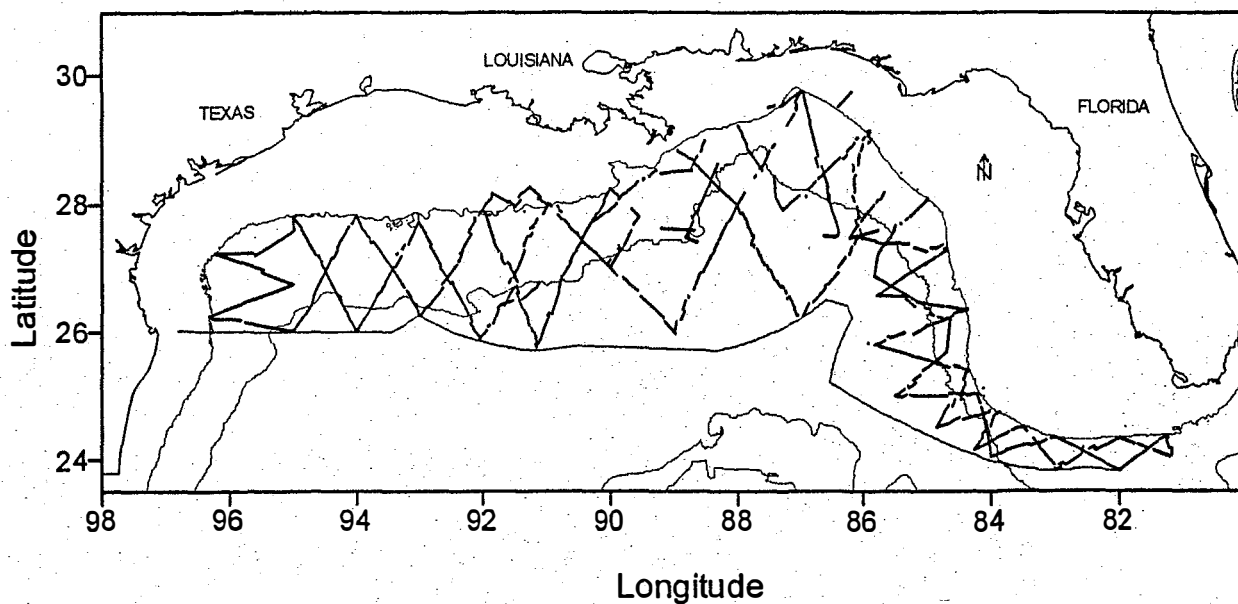 LOUISIANA
30
TEXAS
FLORIDA
N
28
Latitude
26
24
98 96 94 92 90 88 86 84 82
Longitude